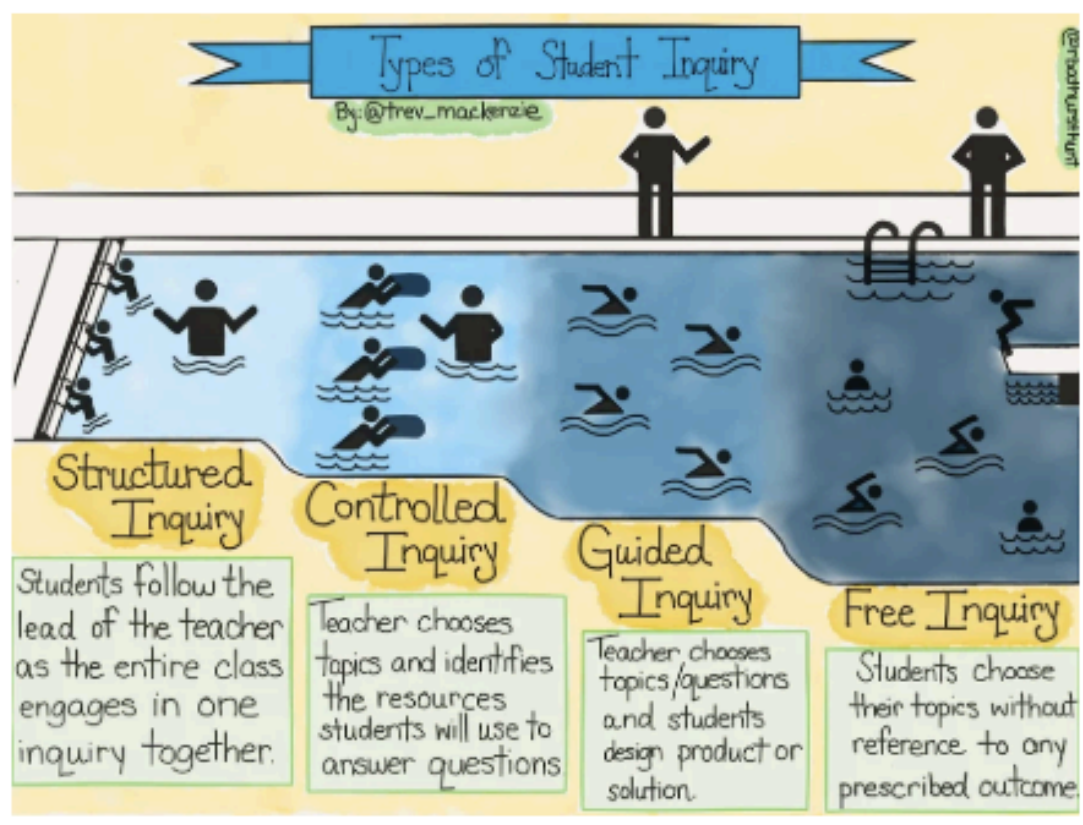 Types of Student Inquiry
By:@trev_mackenzie
@rbathursthunt
Structured
Inquiry
Students follow the
lead of the teacher
as the entire class
engages in one
inquiry together.
Controlled
Inquiry
Teacher chooses
topics and identifies
the resources
students will use to
answer questions.
Guided
Inquiry
Teacher chooses
topics/questions
and students
design product or
solution.
Free Inquiry
Students choose
their topics without
reference to any
prescribed outcome.